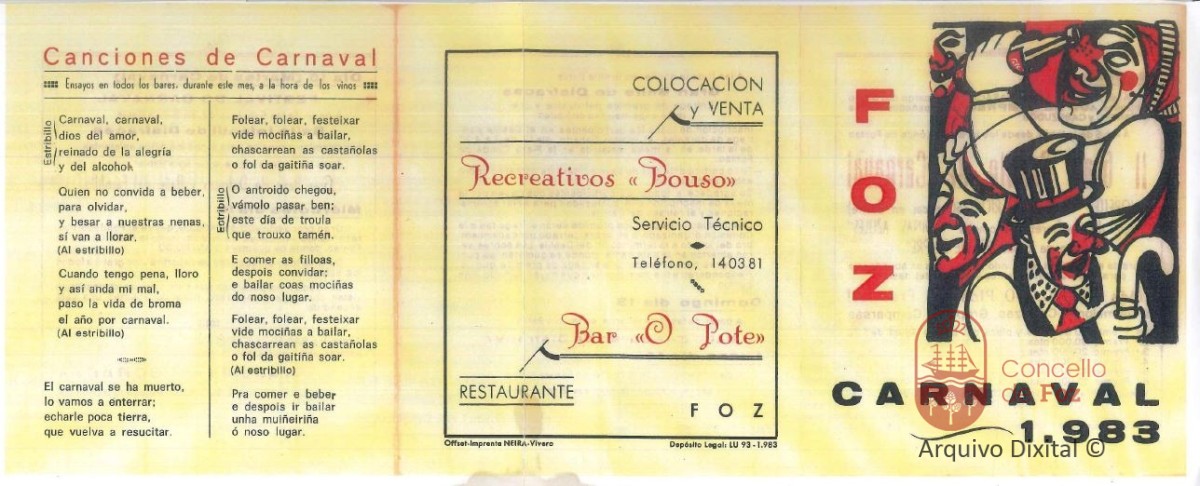 Canciones de Carnaval
Ensayos en todos los bares, durante este mes, a la hora de los vinos
Estribillo
Carnaval, carnaval,
dios del amor,
reinado de la alegría
y del alcohol.
Quien no convida a beber,
para olvidar,
y besar a nuestras nenas,
sí van a llorar.
(Al estribillo)
Cuando tengo pena, lloro
y así anda mi mal,
paso la vida de broma
el año por carnaval.
(Al estribillo)
El carnaval se ha muerto,
lo vamos a enterrar;
echarle poca tierra,
que vuelva a resucitar.
Folear, folear, festeixar
vide mociñas a bailar,
chascarrean as castañolas
o fol da gaitiña soar.
Estribillo
O antroido chegou,
vámolo pasar ben;
este día de troula
que trouxo tamén.
E comer as filloas,
despois convidar;
e bailar coas mociñas
do noso lugar.
Folear, folear, festeixar
vide mociñas a bailar,
chascarrean as castañolas
o fol da gaitiña soar.
(Al estribillo)
Pra comer e beber
e despois ir bailar
unha muiñeiriña
ó noso lugar.
COLOCACION
y VENTA
Recreativos «Bouso»
Servicio Técnico
Teléfono, 140381
Bar «O Pote»
RESTAURANTE
FOZ
Offset-Imprenta NEIRA-Vivero
Depósito Legal: LU 93-1.983
FOZ
CARNAVAL
1.983
Concello
de Foz
Arquivo Dixital ©